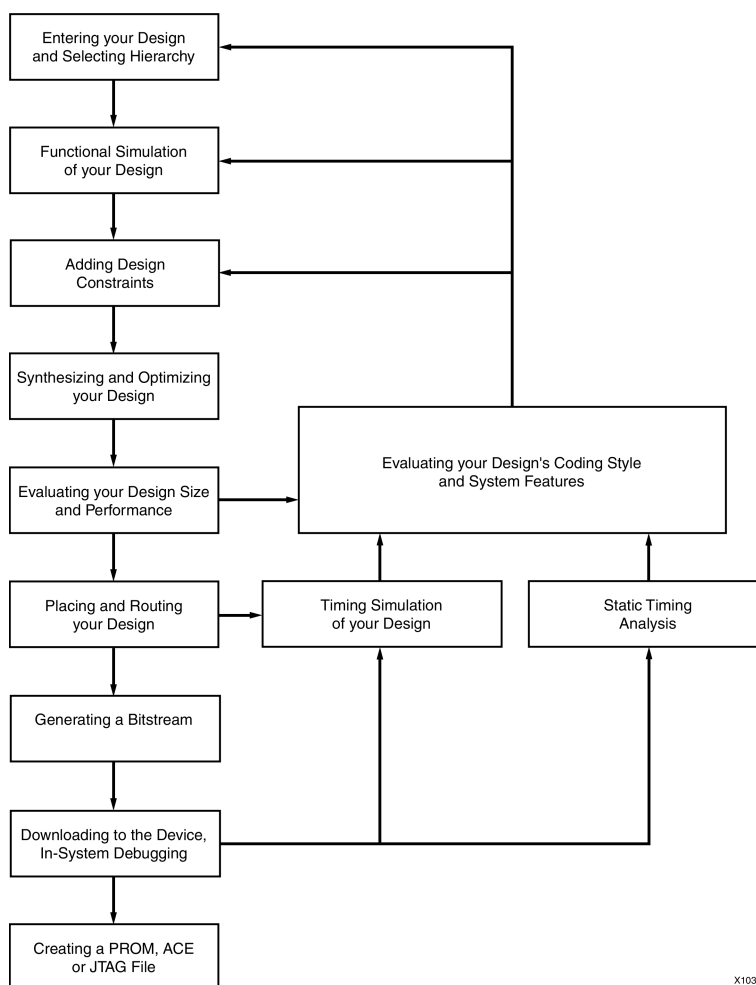 Entering your Design
and Selecting Hierarchy
Functional Simulation
of your Design
Adding Design
Constraints
Synthesizing and Optimizing
your Design
Evaluating your Design's Coding Style
and System Features
Evaluating your Design Size
and Performance
Placing and Routing
your Design
Timing Simulation
of your Design
Static Timing
Analysis
Generating a Bitstream
Downloading to the Device,
In-System Debugging
Creating a PROM, ACE
or JTAG File
X103